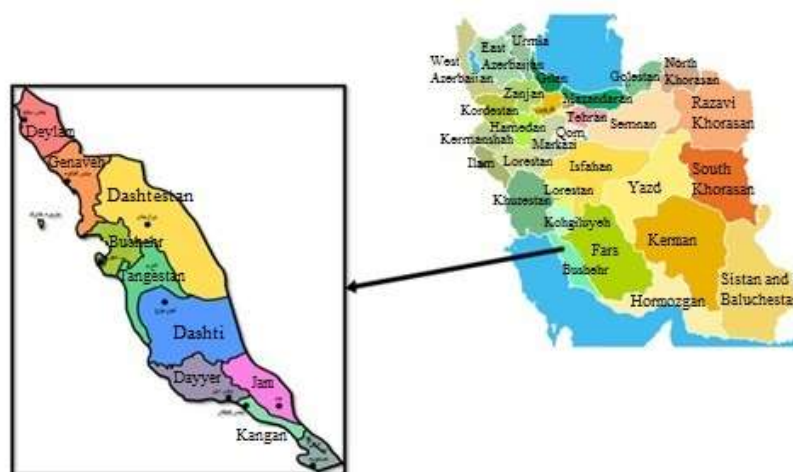 Deylam
Genaveh
Dashtestan
Bushehr
Tangestan
Dashti
Dayyer
Jam
Kangan
West
Azerbaijan
East
Azerbaijan
Urmia
Zanjan
Gilan
Mazandaran
Golestan
North
Khorasan
Razavi
Khorasan
Kordestan
Hamedan
Tehran
Qom
Semnan
Kermanshah
Markazi
Ilam
Lorestan
Isfahan
Yazd
South
Khorasan
Khuzestan
Lorestan
Kohgiluyeh
Fars
Kerman
Bushehr
Hormozgan
Sistan and
Baluchesta